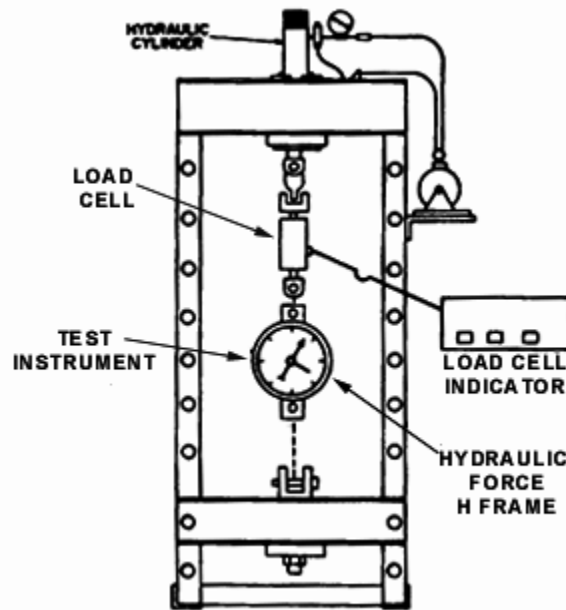 HYDRAULIC
CYLINDER
LOAD
CELL
TEST
INSTRUMENT
LOAD CELL
INDICATOR
HYDRAULIC
FORCE
H FRAME